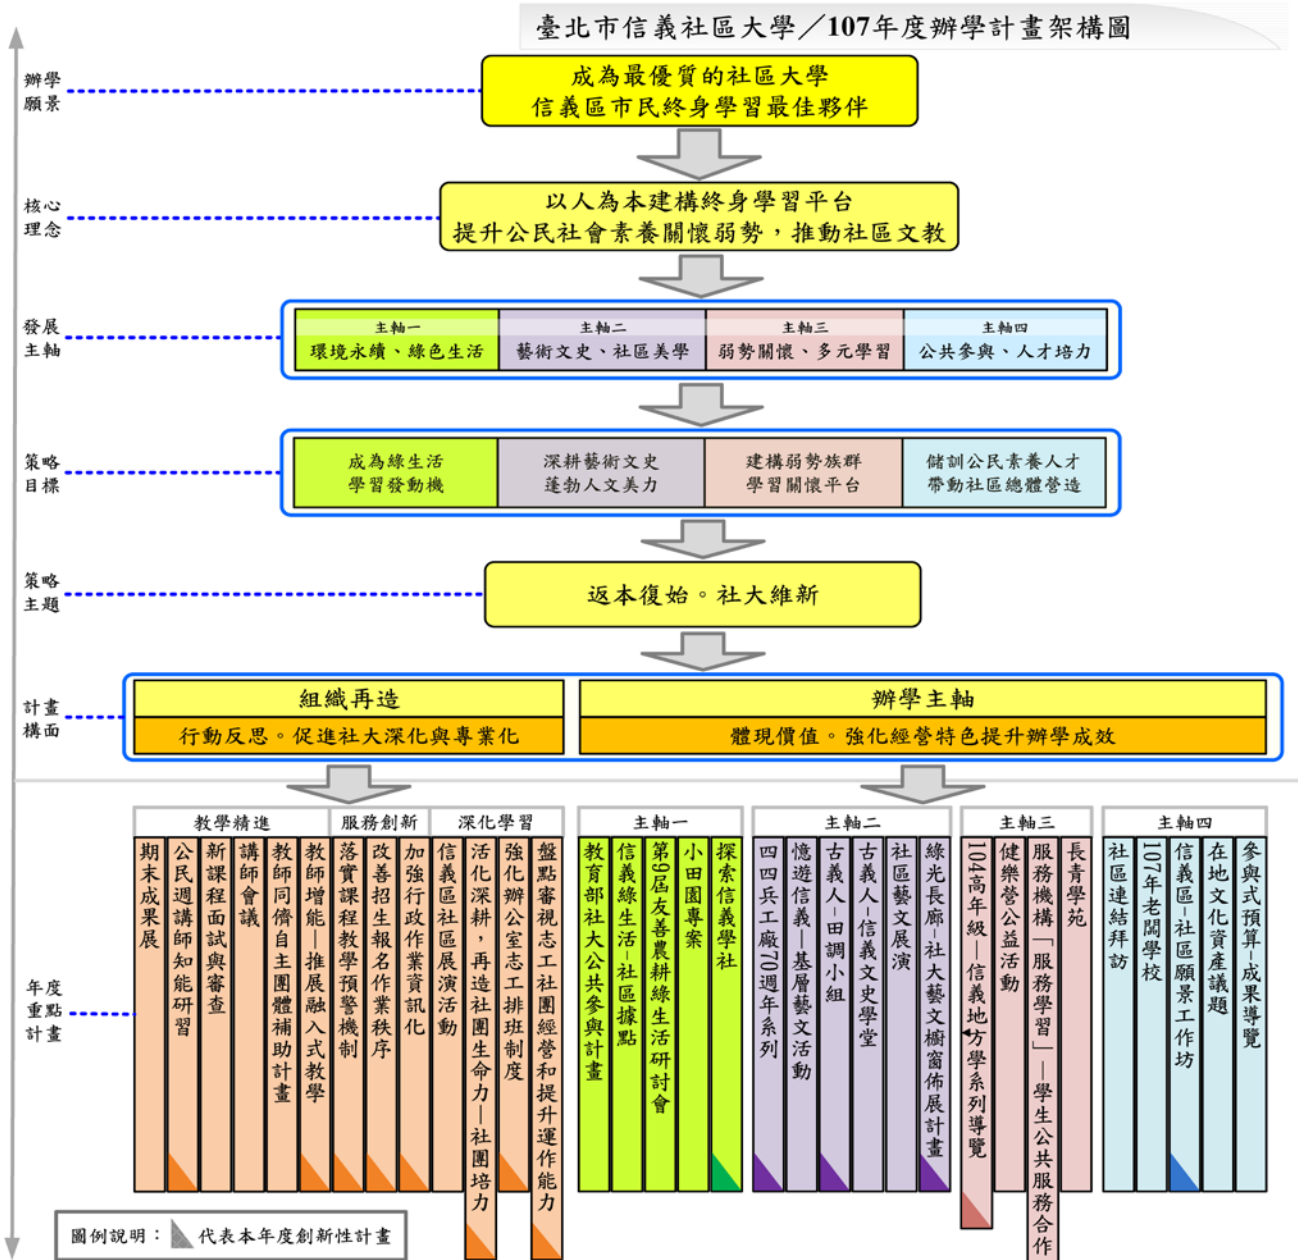 臺北市信義社區大學／107年度辦學計畫架構圖
辦學
願景
成為最優質的社區大學
信義區市民終身學習最佳夥伴
核心
理念
以人為本建構終身學習平台
提升公民社會素養關懷弱勢，推動社區文教
發展
主軸
主軸一
環境永續、綠色生活
主軸二
藝術文史、社區美學
主軸三
弱勢關懷、多元學習
主軸四
公共參與、人才培力
策略
目標
成為綠生活
學習發動機
深耕藝術文史
蓬勃人文美力
建構弱勢族群
學習關懷平台
儲訓公民素養人才
帶動社區總體營造
策略
主題
返本復始。社大維新
計畫
構面
組織再造
行動反思。促進社大深化與專業化
辦學主軸
體現價值。強化經營特色提升辦學成效
年度
重點
計畫
教學精進
期末成果展
公民週講師知能研習
新課程面試與審查
講師會議
教師同儕自主團體補助計畫
教師增能—推展融入式教學
服務創新
落實課程教學預警機制
改善招生報名作業秩序
加強行政作業資訊化
深化學習
信義區社區展演活動
活化深耕，再造社團生命力—社團培力
強化辦公室志工排班制度
盤點審視志工社團經營和提升運作能力
主軸一
教育部社大公共參與計畫
信義綠生活-社區據點
第9屆友善農耕綠生活研討會
小田園專案
探索信義學社
主軸二
四四兵工廠70週年系列
憶遊信義—基層藝文活動
古義人-田調小組
古義人-信義文史學堂
社區藝文展演
綠光長廊-社大藝文櫥窗佈展計畫
主軸三
104高年級—信義地方學系列導覽
健樂營公益活動
服務機構「服務學習」—學生公共服務合作
長青學苑
主軸四
社區連結拜訪
107年老闆學校
信義區-社區願景工作坊
在地文化資產議題
參與式預算-成果導覽
圖例說明：代表本年度創新性計畫